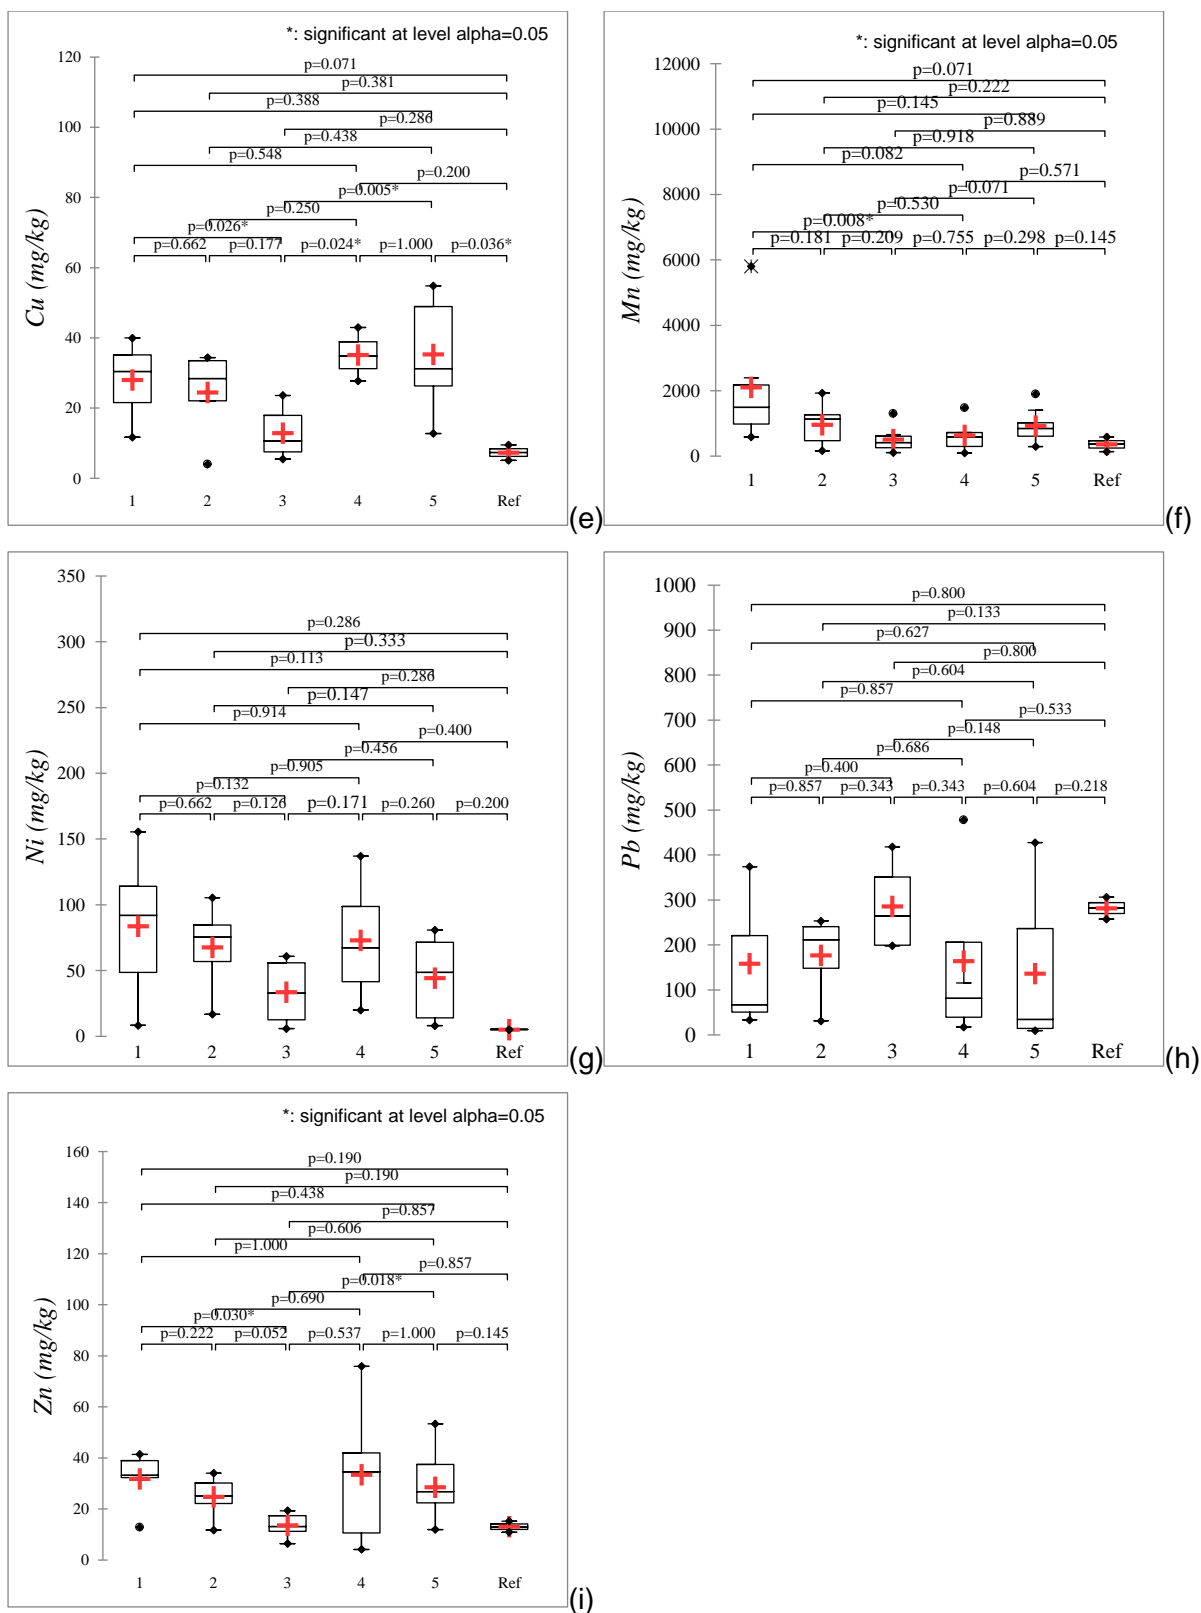 *: significant at level alpha=0.05
120
100
80
60
40
20
0
Cu (mg/kg)
p=0.071
p=0.381
p=0.388
p=0.286
p=0.438
p=0.548
p=0.200
p=0.005*
p=0.250
p=0.026*
p=0.662 p=0.177 p=0.024* p=1.000 p=0.036*
1 2 3 4 5 Ref
(e)
*: significant at level alpha=0.05
12000
10000
8000
6000
4000
2000
0
Mn (mg/kg)
p=0.071
p=0.222
p=0.145
p=0.889
p=0.918
p=0.082
p=0.571
p=0.071
p=0.530
p=0.008*
p=0.181 p=0.209 p=0.755 p=0.298 p=0.145
1 2 3 4 5 Ref
(f)
350
300
250
200
150
100
50
0
Ni (mg/kg)
p=0.286
p=0.333
p=0.113
p=0.286
p=0.147
p=0.914
p=0.400
p=0.456
p=0.905
p=0.132
p=0.662 p=0.126 p=0.171 p=0.260 p=0.200
1 2 3 4 5 Ref
(g)
1000
900
800
700
600
500
400
300
200
100
0
Pb (mg/kg)
p=0.800
p=0.133
p=0.627
p=0.800
p=0.604
p=0.857
p=0.533
p=0.148
p=0.686
p=0.400
p=0.857 p=0.343 p=0.343 p=0.604 p=0.218
1 2 3 4 5 Ref
(h)
*: significant at level alpha=0.05
160
140
120
100
80
60
40
20
0
Zn (mg/kg)
p=0.190
p=0.190
p=0.438
p=0.857
p=0.606
p=1.000
p=0.857
p=0.018*
p=0.690
p=0.030*
p=0.222 p=0.052 p=0.537 p=1.000 p=0.145
1 2 3 4 5 Ref
(i)